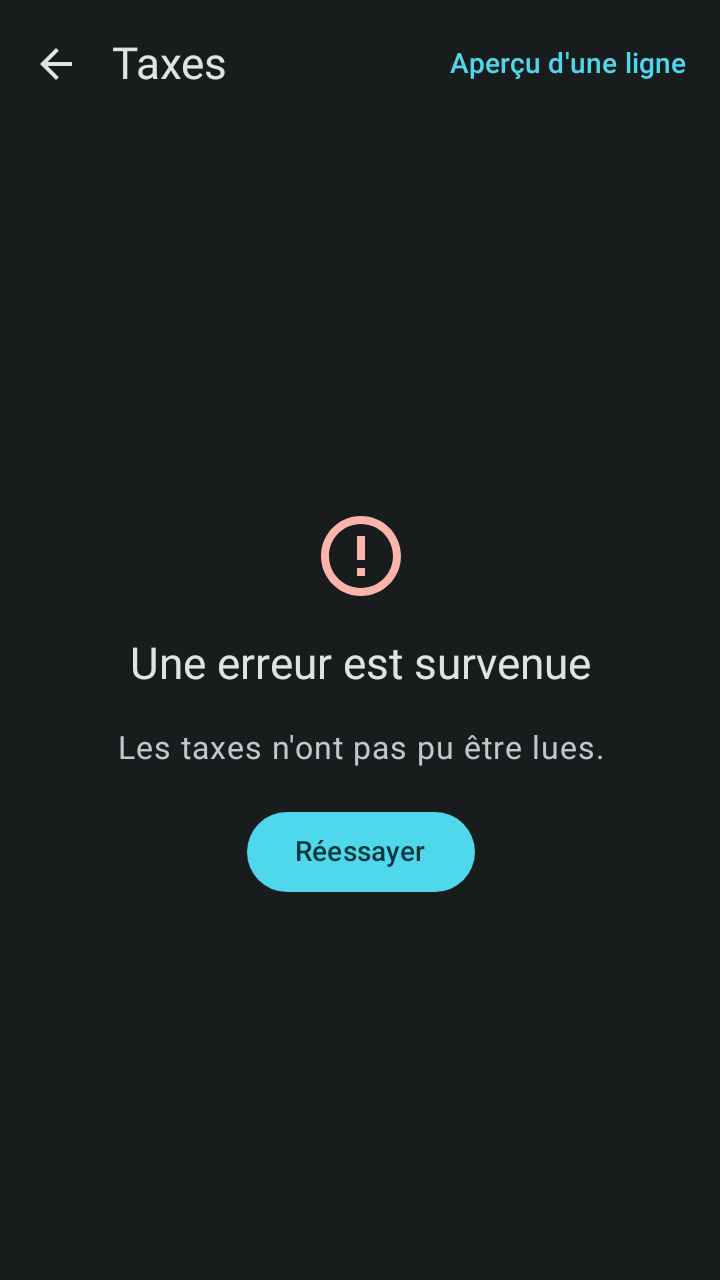 Taxes
Aperçu d'une ligne
Une erreur est survenue
Les taxes n'ont pas pu être lues.
Réessayer